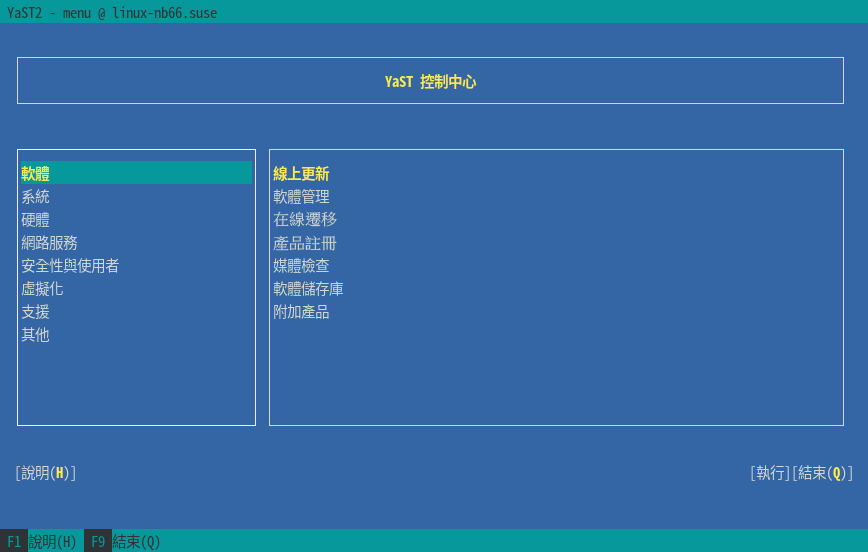 YaST2 - menu @ linux-nb66.suse
YaST 控制中心
軟體
系統
硬體
網路服務
安全性與使用者
虛擬化
支援
其他
線上更新
軟體管理
在線遷移
產品註冊
媒體檢查
軟體儲存庫
附加產品
[說明(H)] [執行][結束(Q)]
F1 說明(H) F9 結束(Q)